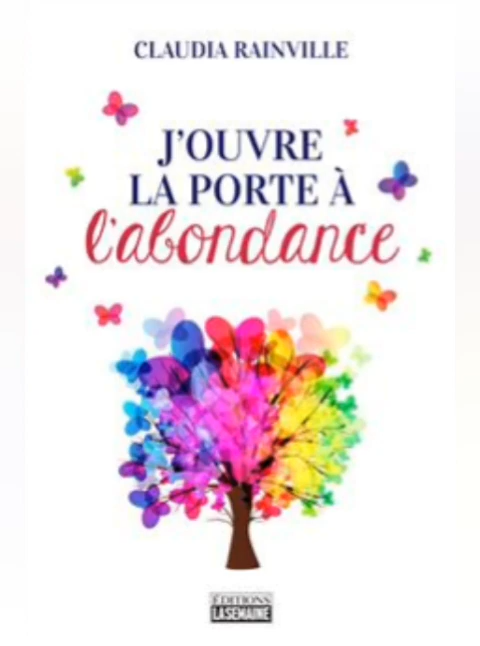 CLAUDIA RAINVILLE
J'OUVRE
LA PORTE À
l'abondance
ÉDITIONS
LASEMAINE